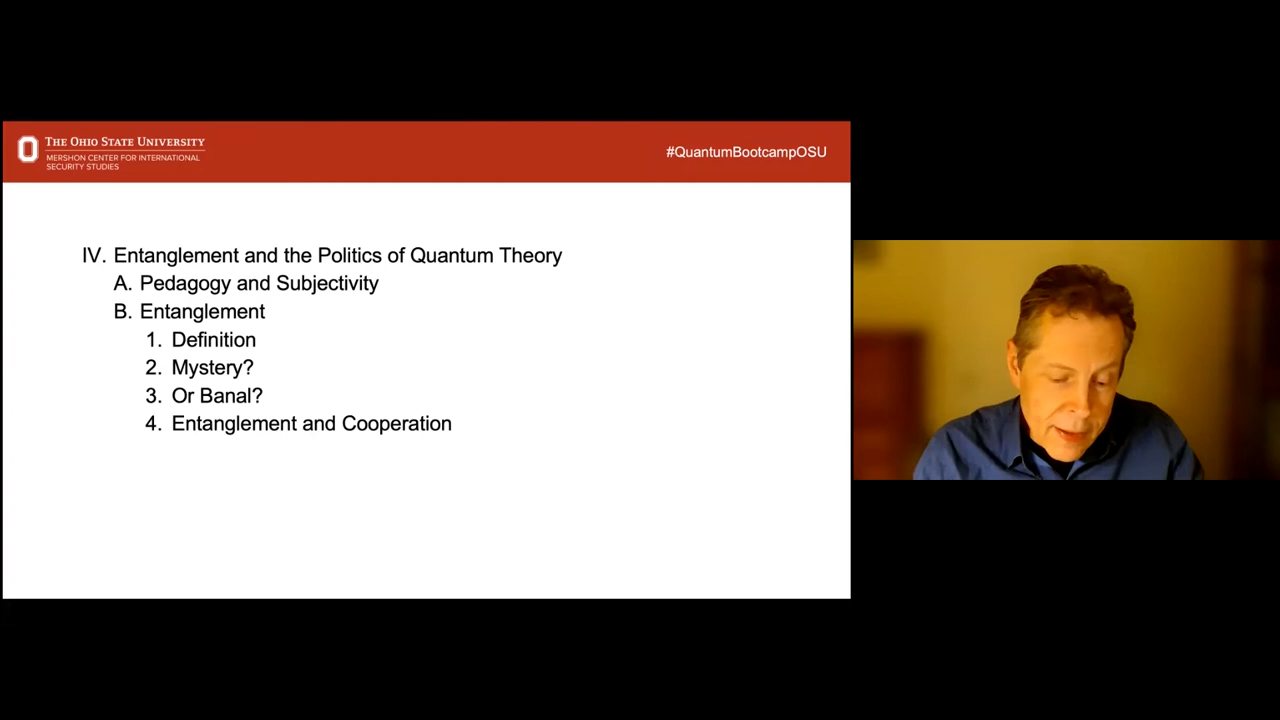 THE OHIO STATE UNIVERSITY
MERSHON CENTER FOR INTERNATIONAL
SECURITY STUDIES
#QuantumBootcampOSU
IV. Entanglement and the Politics of Quantum Theory
A. Pedagogy and Subjectivity
B. Entanglement
1. Definition
2. Mystery?
3. Or Banal?
4. Entanglement and Cooperation